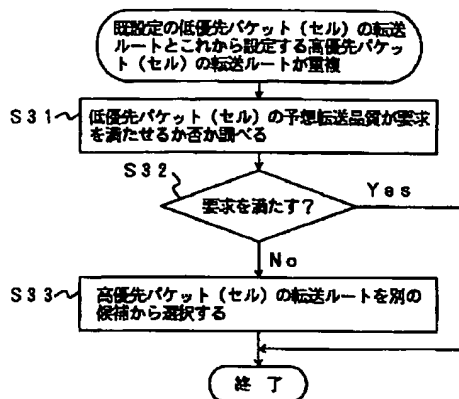 既設定の低優先パケット（セル）の転送
ルートとこれから設定する高優先パケッ
ト（セル）の転送ルートが重複
S31
低優先パケット（セル）の予想転送品質が要求
を満たせるか否か調べる
S32
要求を満たす？
Yes
No
S33
高優先パケット（セル）の転送ルートを別の
候補から選択する
終了